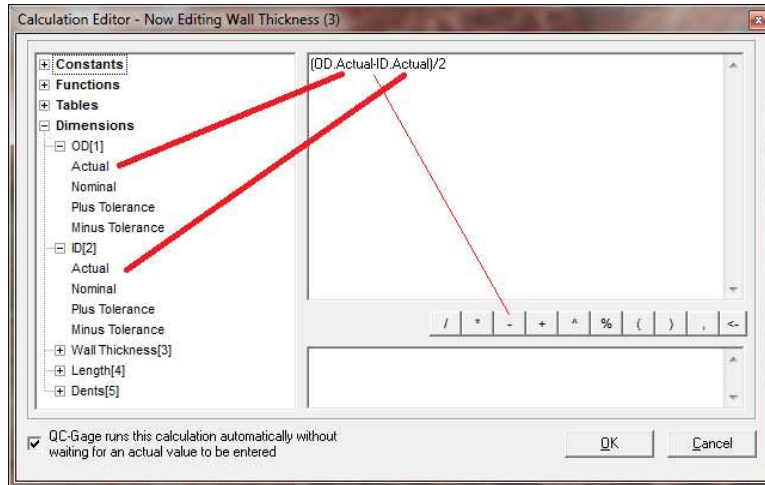 Calculation Editor - Now Editing Wall Thickness (3)
Constants
Functions
Tables
Dimensions
OD[1]
Actual
Nominal
Plus Tolerance
Minus Tolerance
ID[2]
Actual
Nominal
Plus Tolerance
Minus Tolerance
Wall Thickness[3]
Length[4]
Dents[5]
(OD.Actual-ID.Actual)/2
/ * - + ^ % ( ) , <-
QC-Gage runs this calculation automatically without
waiting for an actual value to be entered
OK
Cancel